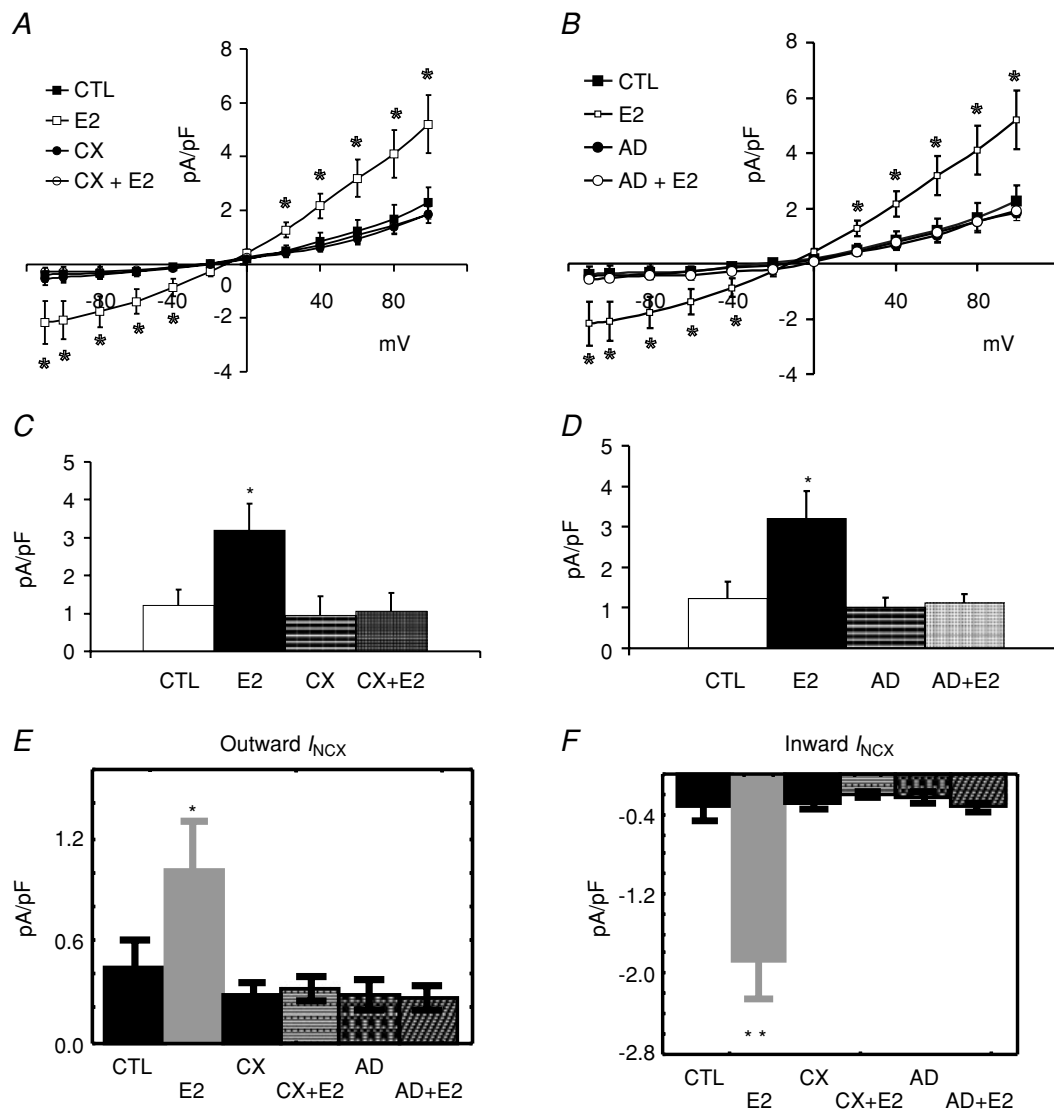 A
8
CTL
E2
CX
CX + E2
pA/pF
6
4
2
0
-2
-4
-80
-40
40
80
mV
* * * * *
* * * * *
B
8
CTL
E2
AD
AD + E2
pA/pF
6
4
2
0
-2
-4
-80
-40
40
80
mV
* * * * *
* * * * *
C
pA/pF
5
4
3
2
1
0
*
CTL E2 CX CX+E2
D
pA/pF
5
4
3
2
1
0
*
CTL E2 AD AD+E2
E
Outward INCX
pA/pF
1.2
0.6
0.0
*
CTL CX AD
E2 CX+E2 AD+E2
F
Inward INCX
pA/pF
-0.4
-1.2
-2.0
-2.8
* *
CTL CX AD
E2 CX+E2 AD+E2